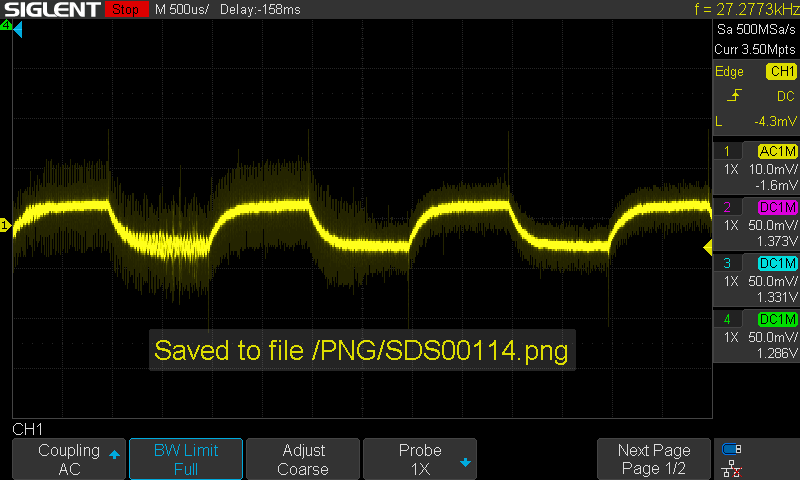 SIGLENT Stop M 500us/ Delay:-158ms f = 27.2773kHz
Sa 500MSa/s
Curr 3.50Mpts
Edge CH1
DC
L -4.3mV
1 AC1M
1X 10.0mV/
-1.6mV
2 DC1M
1X 50.0mV/
1.373V
3 DC1M
1X 50.0mV/
1.331V
4 DC1M
1X 50.0mV/
1.286V
4
1
Saved to file /PNG/SDS00114.png
CH1
Coupling
AC
BW Limit
Full
Adjust
Coarse
Probe
1X
Next Page
Page 1/2